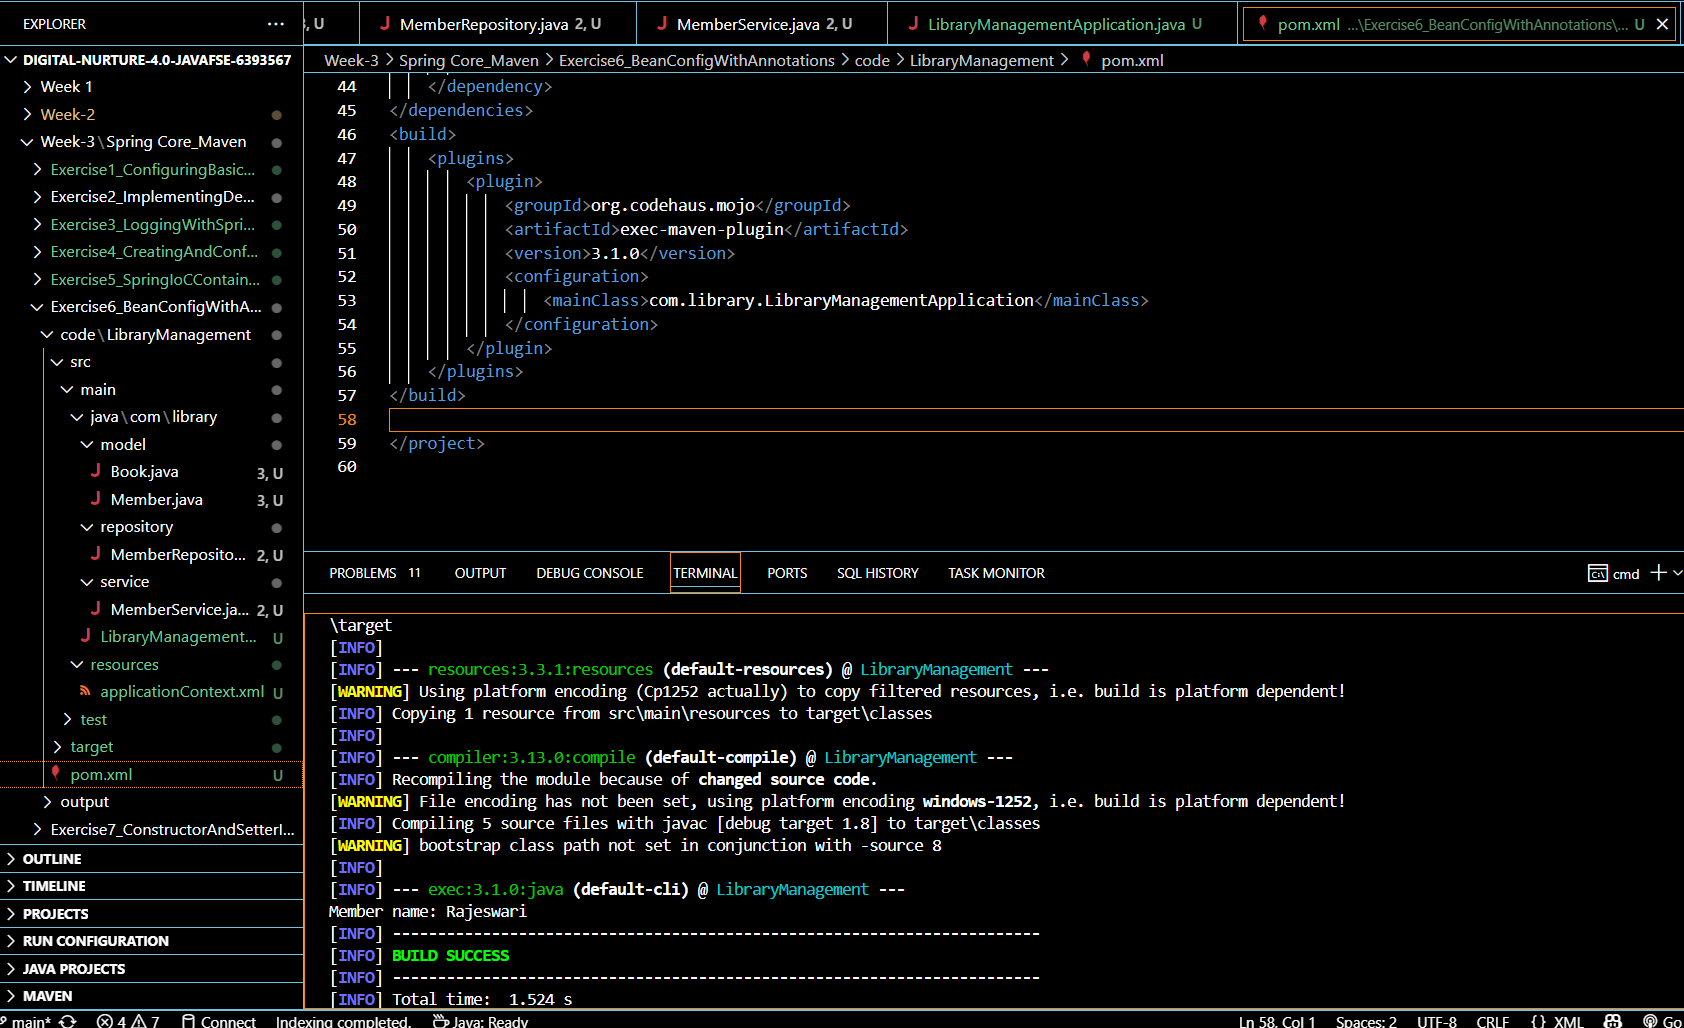 EXPLORER
···
3, U
MemberRepository.java 2, U
MemberService.java 2, U
LibraryManagementApplication.java U
pom.xml ...\Exercise6_BeanConfigWithAnnotations\... U
DIGITAL-NURTURE-4.0-JAVAFSE-6393567
Week 1
Week-2
Week-3\Spring Core_Maven
Exercise1_ConfiguringBasic...
Exercise2_ImplementingDe...
Exercise3_LoggingWithSpri...
Exercise4_CreatingAndConf...
Exercise5_SpringIoCContain...
Exercise6_BeanConfigWithA...
code\LibraryManagement
src
main
java\com\library
model
Book.java 3, U
Member.java 3, U
repository
MemberReposito... 2, U
service
MemberService.ja... 2, U
LibraryManagement... U
resources
applicationContext.xml U
test
target
pom.xml U
output
Exercise7_ConstructorAndSetterI...
OUTLINE
TIMELINE
PROJECTS
RUN CONFIGURATION
JAVA PROJECTS
MAVEN
Week-3 > Spring Core_Maven > Exercise6_BeanConfigWithAnnotations > code > LibraryManagement > pom.xml
44 </dependency>
45 </dependencies>
46 <build>
47 <plugins>
48 <plugin>
49 <groupId>org.codehaus.mojo</groupId>
50 <artifactId>exec-maven-plugin</artifactId>
51 <version>3.1.0</version>
52 <configuration>
53 <mainClass>com.library.LibraryManagementApplication</mainClass>
54 </configuration>
55 </plugin>
56 </plugins>
57 </build>
58
59 </project>
60
PROBLEMS 11 OUTPUT DEBUG CONSOLE TERMINAL PORTS SQL HISTORY TASK MONITOR
cmd
\target
[INFO]
[INFO] --- resources:3.3.1:resources (default-resources) @ LibraryManagement ---
[WARNING] Using platform encoding (Cp1252 actually) to copy filtered resources, i.e. build is platform dependent!
[INFO] Copying 1 resource from src\main\resources to target\classes
[INFO]
[INFO] --- compiler:3.13.0:compile (default-compile) @ LibraryManagement ---
[INFO] Recompiling the module because of changed source code.
[WARNING] File encoding has not been set, using platform encoding windows-1252, i.e. build is platform dependent!
[INFO] Compiling 5 source files with javac [debug target 1.8] to target\classes
[WARNING] bootstrap class path not set in conjunction with -source 8
[INFO]
[INFO] --- exec:3.1.0:java (default-cli) @ LibraryManagement ---
Member name: Rajeswari
[INFO] ------------------------------------------------------------------------
[INFO] BUILD SUCCESS
[INFO] ------------------------------------------------------------------------
[INFO] Total time:  1.524 s
main* 4 7 Connect Indexing completed. Java: Ready Ln 58, Col 1 Spaces: 2 UTF-8 CRLF {} XML Go